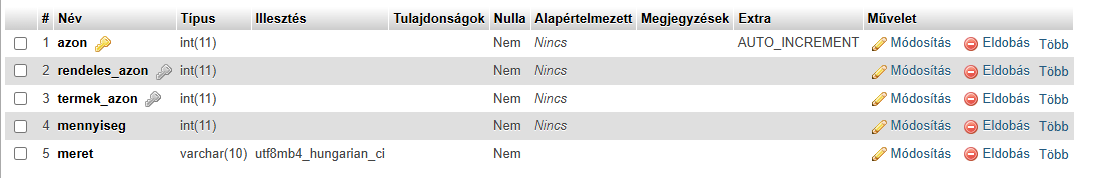 # Név Típus Illesztés Tulajdonságok Nulla Alapértelmezett Megjegyzések Extra Művelet
1 azon int(11) Nem Nincs AUTO_INCREMENT Módosítás Eldobás Több
2 rendeles_azon int(11) Nem Nincs Módosítás Eldobás Több
3 termek_azon int(11) Nem Nincs Módosítás Eldobás Több
4 mennyiseg int(11) Nem Nincs Módosítás Eldobás Több
5 meret varchar(10) utf8mb4_hungarian_ci Nem Módosítás Eldobás Több